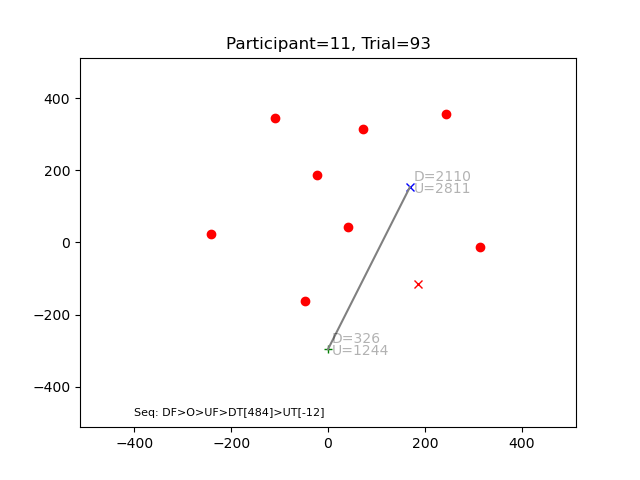 Participant=11, Trial=93
400
200
0
−200
−400
D=2110
U=2811
D=326
U=1244
Seq: DF>O>UF>DT[484]>UT[-12]
−400
−200
0
200
400